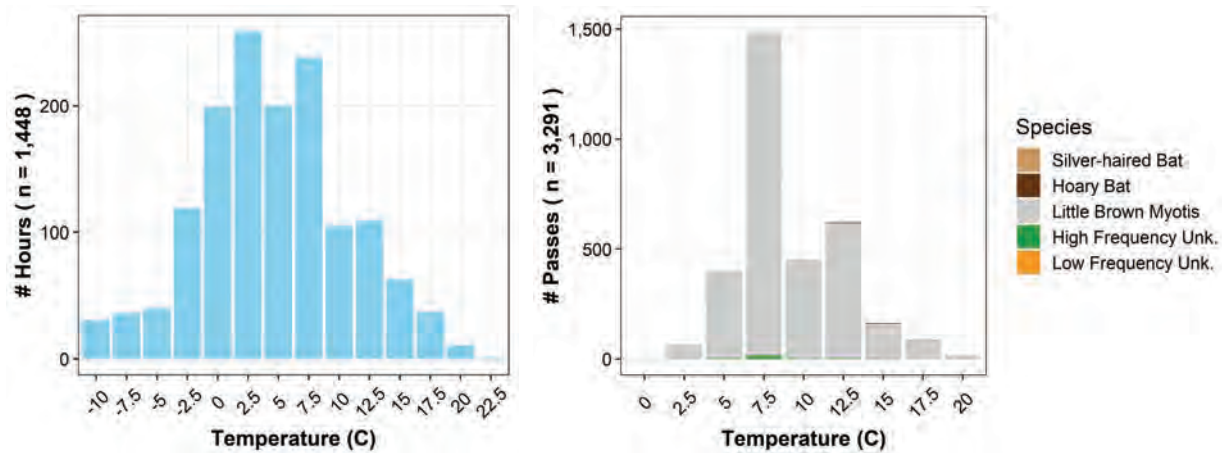 # Hours ( n = 1,448)
200
100
0
-10 -7.5 -5 -2.5 0 2.5 5 7.5 10 12.5 15 17.5 20 22.5
Temperature (C)
# Passes ( n = 3,291)
1,500
1,000
500
0
0 2.5 5 7.5 10 12.5 15 17.5 20
Temperature (C)
Species
Silver-haired Bat
Hoary Bat
Little Brown Myotis
High Frequency Unk.
Low Frequency Unk.